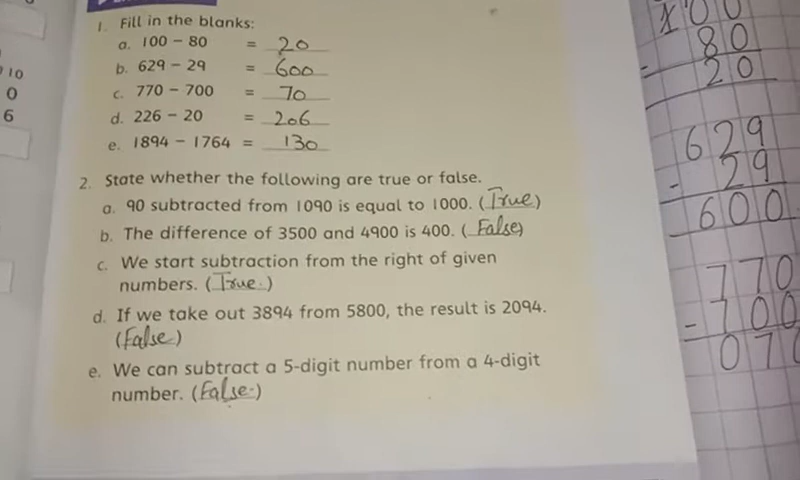 1. Fill in the blanks:
a. 100 - 80 = 20
b. 629 - 29 = 600
c. 770 - 700 = 70
d. 226 - 20 = 206
e. 1894 - 1764 = 130
2. State whether the following are true or false.
a. 90 subtracted from 1090 is equal to 1000. (True)
b. The difference of 3500 and 4900 is 400. (False)
c. We start subtraction from the right of given
numbers. (True.)
d. If we take out 3894 from 5800, the result is 2094.
(False)
e. We can subtract a 5-digit number from a 4-digit
number. (False.)
10
0
6
100
- 80
20
629
- 29
600
770
- 700
070